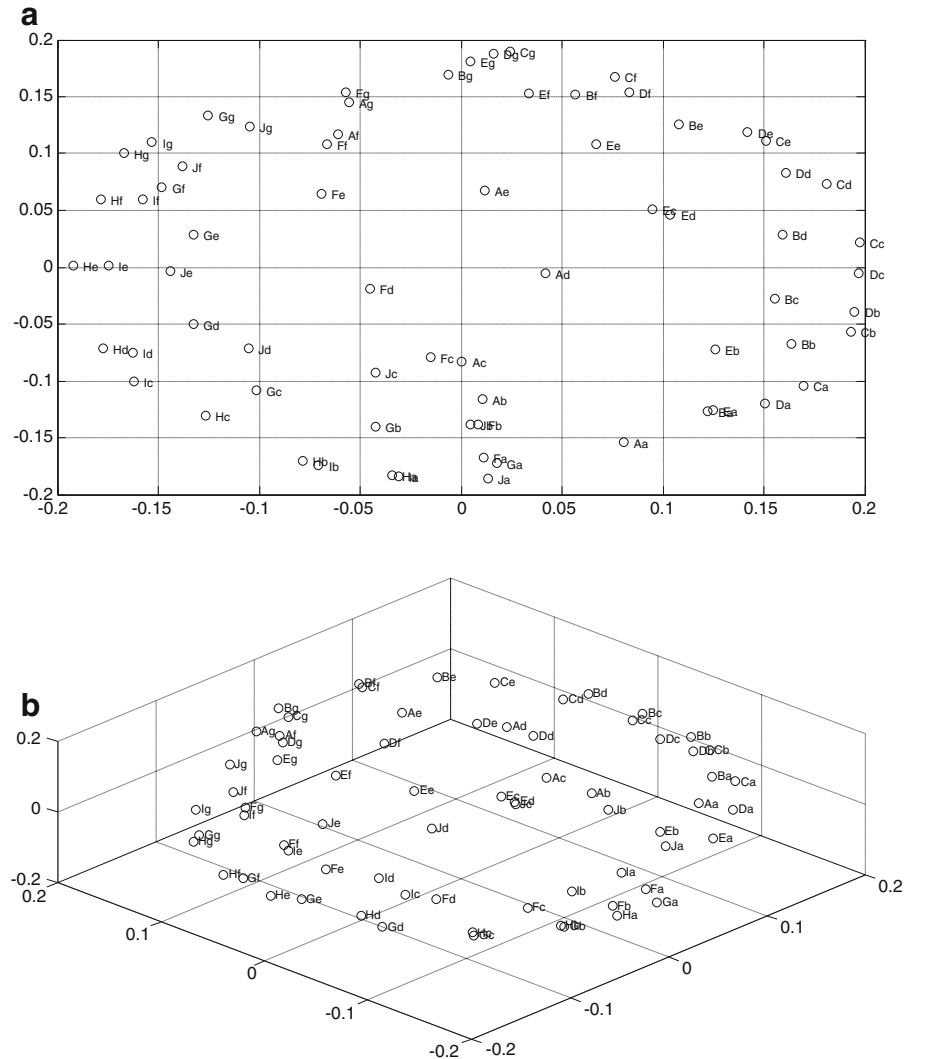 a
0.2
Dg Cg
Eg
Bg
Cf
0.15
Fg Ef Bf Df
Ag
Gg
Jg Be
Af De
Ig Ff Ee Ce
0.1
Hg
Jf
Dd
Gf Cd
Hf If Fe Ae
0.05
Ec Ed
Ge Bd
Cc
0
He Ie
Je Ad Dc
Fd
Bc
Db
-0.05
Gd Cb
Hd Id Jd Eb Bb
Fc Ac
Jc
-0.1
Ic Ca
Gc
Ab Da
Hc Ba Ea
Gb Jb Fb
-0.15
Aa
Hb Ib Fa Ga
Ha Ia Ja
-0.2
-0.2 -0.15 -0.1 -0.05 0 0.05 0.1 0.15 0.2
b
Bf Cf Be Ce
Cd Bd
Bg Cg Ae Bc
Cc
De Ad
Ag Af Dd Dc Bb
Dg Df Db Cb
0.2
Eg
Jg Ef Ac Ba Ca
Jf Ee Ab
Ec Ed Jc
Aa Da
0
Ig Fg If Jb
Je Jd
Gg Hg Eb Ea
Ff Ie Ja
Hf Gf Fe Id Ia
-0.2
0.2
He Ge Ic Fd Ib Fa Ga
0.2
Hd Fc Fb Ha
Gd Hc Gc Hb Gb
0.1
0.1
0
0
-0.1
-0.1
-0.2
-0.2